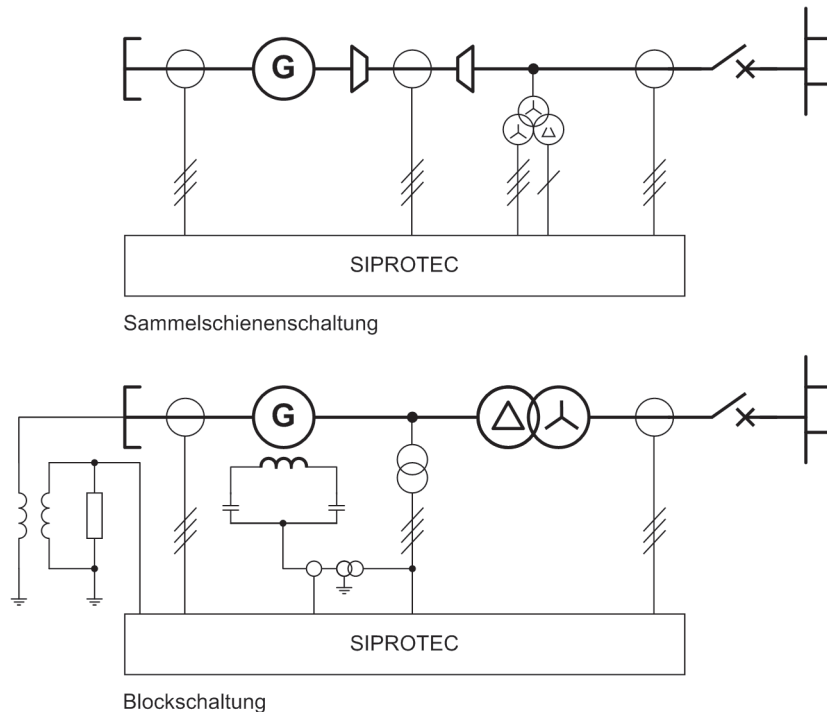 G
SIPROTEC
Sammelschienenschaltung
G
SIPROTEC
Blockschaltung